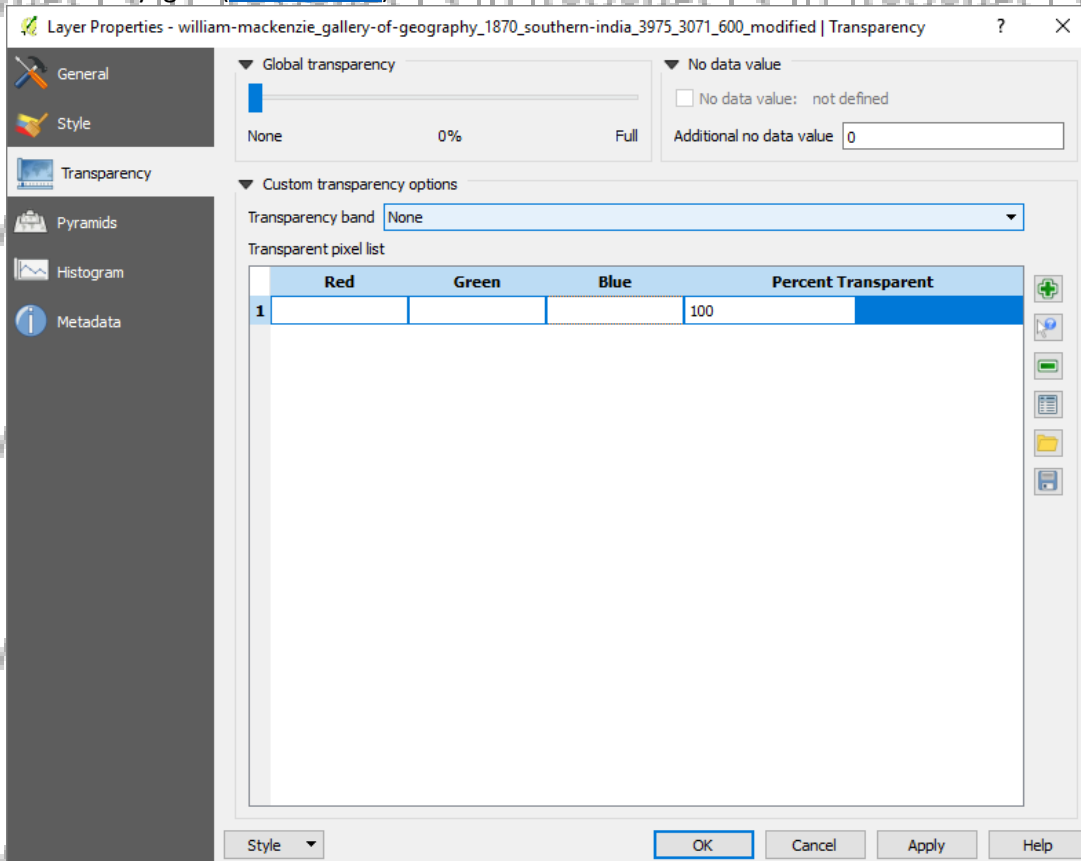 Layer Properties - william-mackenzie_gallery-of-geography_1870_southern-india_3975_3071_600_modified | Transparency
?
General
Style
Transparency
Pyramids
Histogram
Metadata
Global transparency
None 0% Full
No data value
No data value: not defined
Additional no data value 0
Custom transparency options
Transparency band None
Transparent pixel list
Red Green Blue Percent Transparent
1 100
Style OK Cancel Apply Help